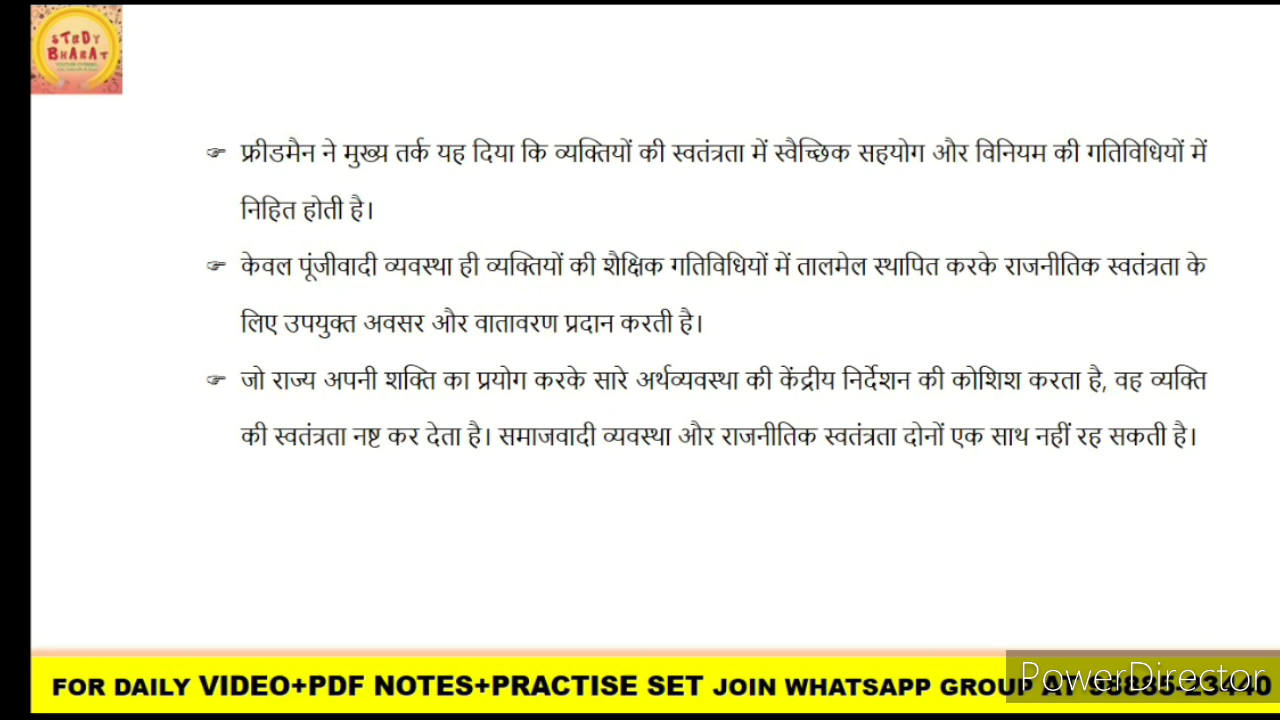 STUDY
BHARAT
☞ फ्रीडमैन ने मुख्य तर्क यह दिया कि व्यक्तियों की स्वतंत्रता में स्वैच्छिक सहयोग और विनियम की गतिविधियों में
निहित होती है।
☞ केवल पूंजीवादी व्यवस्था ही व्यक्तियों की शैक्षिक गतिविधियों में तालमेल स्थापित करके राजनीतिक स्वतंत्रता के
लिए उपयुक्त अवसर और वातावरण प्रदान करती है।
☞ जो राज्य अपनी शक्ति का प्रयोग करके सारे अर्थव्यवस्था की केंद्रीय निर्देशन की कोशिश करता है, वह व्यक्ति
की स्वतंत्रता नष्ट कर देता है। समाजवादी व्यवस्था और राजनीतिक स्वतंत्रता दोनों एक साथ नहीं रह सकती है।
FOR DAILY VIDEO+PDF NOTES+PRACTISE SET JOIN WHATSAPP GROUP AT
PowerDirector